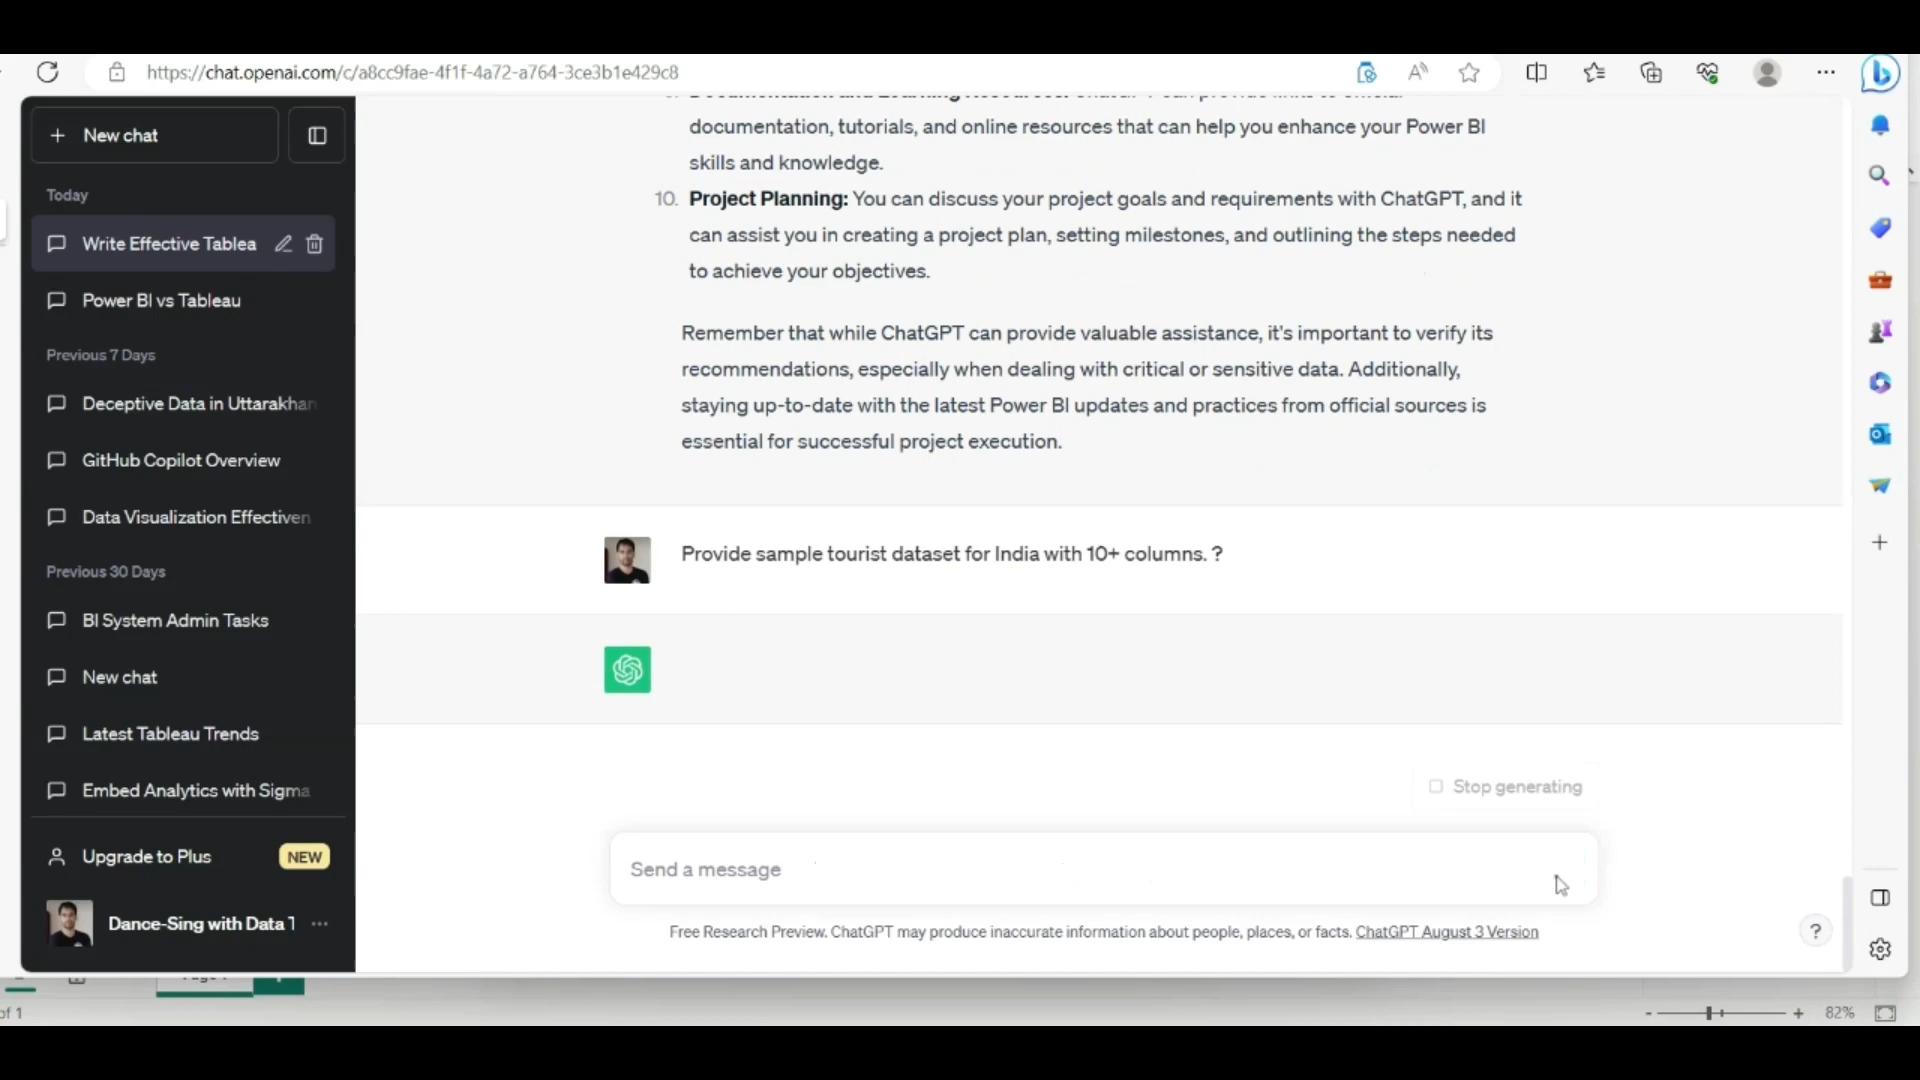 https://chat.openai.com/c/a8cc9fae-4f1f-4a72-a764-3ce3b1e429c8
New chat
Today
Write Effective Tablea
Power BI vs Tableau
Previous 7 Days
Deceptive Data in Uttarakhan
GitHub Copilot Overview
Data Visualization Effectiven
Previous 30 Days
BI System Admin Tasks
New chat
Latest Tableau Trends
Embed Analytics with Sigma
Upgrade to Plus NEW
Dance-Sing with Data T
documentation, tutorials, and online resources that can help you enhance your Power BI
skills and knowledge.
10. Project Planning: You can discuss your project goals and requirements with ChatGPT, and it
can assist you in creating a project plan, setting milestones, and outlining the steps needed
to achieve your objectives.
Remember that while ChatGPT can provide valuable assistance, it's important to verify its
recommendations, especially when dealing with critical or sensitive data. Additionally,
staying up-to-date with the latest Power BI updates and practices from official sources is
essential for successful project execution.
Provide sample tourist dataset for India with 10+ columns. ?
Stop generating
Send a message
Free Research Preview. ChatGPT may produce inaccurate information about people, places, or facts. ChatGPT August 3 Version
?
of 1
- + 82%